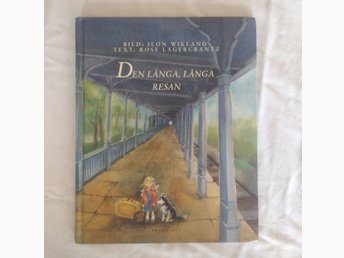 BILD: ILON WIKLAND
TEXT: ROSE LAGERCRANTZ
DEN LÅNGA, LÅNGA
RESAN